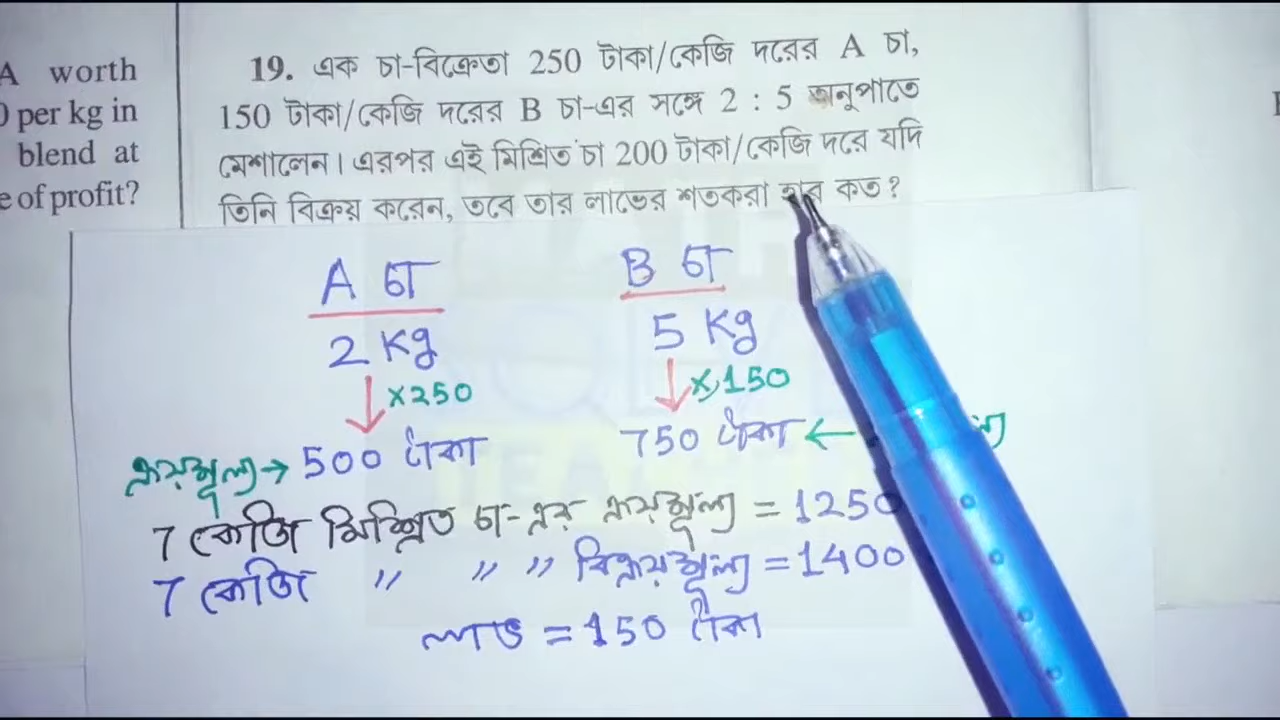 A worth
per kg in
blend at
e of profit?
19. এক চা-বিক্রেতা 250 টাকা/কেজি দরের A চা,
150 টাকা/কেজি দরের B চা-এর সঙ্গে 2 : 5 অনুপাতে
মেশালেন। এরপর এই মিশ্রিত চা 200 টাকা/কেজি দরে যদি
তিনি বিক্রয় করেন, তবে তার লাভের শতকরা হার কত?
A চা B চা
2 Kg 5 Kg
×250 ×150
ক্রয়মূল্য → 500 টাকা 750 টাকা ←
7 কেজি মিশ্রিত চা-এর ক্রয়মূল্য = 1250
7 কেজি " " " বিক্রয়মূল্য = 1400
লাভ = 150 টাকা